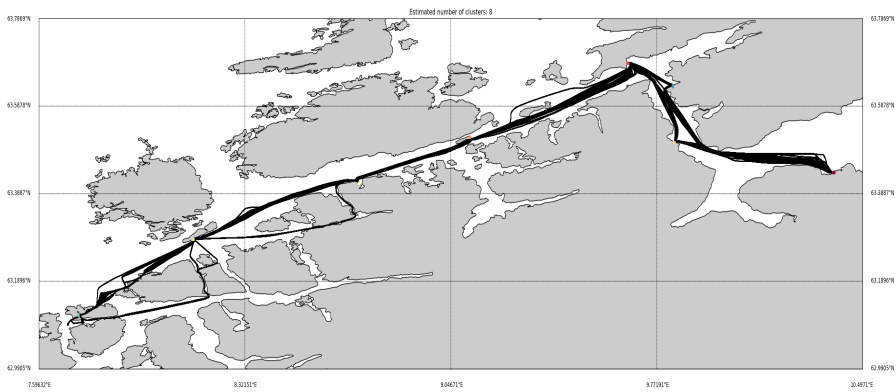 Estimated number of clusters: 8
63.7869°N 63.7869°N
63.5878°N 63.5878°N
63.3887°N 63.3887°N
63.1896°N 63.1896°N
62.9905°N 62.9905°N
7.59632°E 8.32151°E 9.04671°E 9.77191°E 10.4971°E